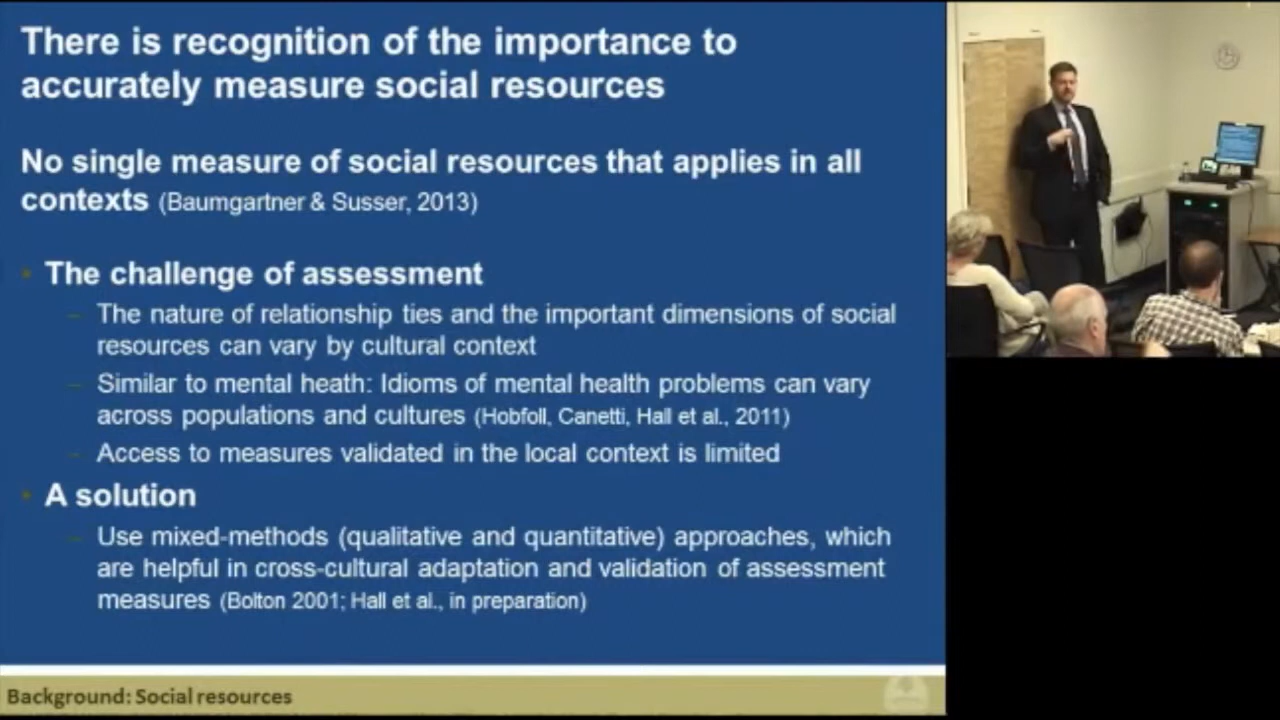 There is recognition of the importance to
accurately measure social resources
No single measure of social resources that applies in all
contexts (Baumgartner & Susser, 2013)
The challenge of assessment
The nature of relationship ties and the important dimensions of social
resources can vary by cultural context
Similar to mental heath: Idioms of mental health problems can vary
across populations and cultures (Hobfoll, Canetti, Hall et al., 2011)
Access to measures validated in the local context is limited
A solution
Use mixed-methods (qualitative and quantitative) approaches, which
are helpful in cross-cultural adaptation and validation of assessment
measures (Bolton 2001; Hall et al., in preparation)
Background: Social resources